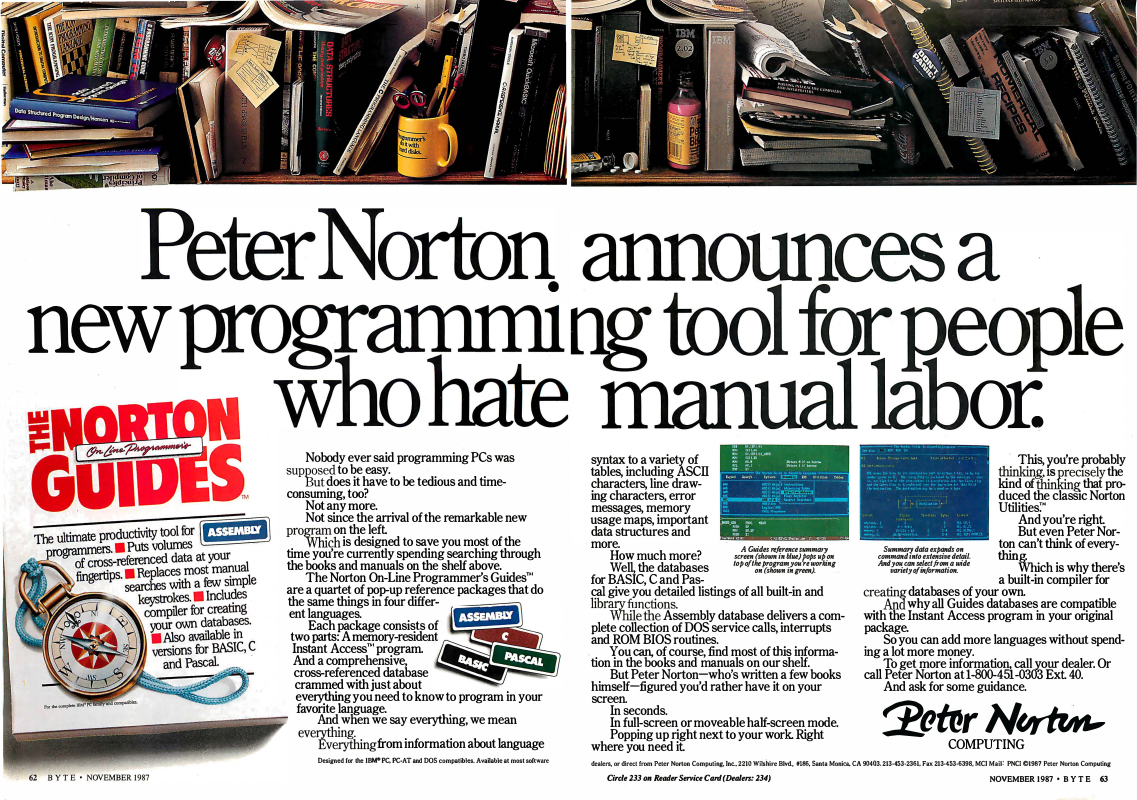 Data Structured Program Design/Hansen
DATA STRUCTURES
Microsoft QuickBASIC
IBM
2.02
IBM
NUMERICAL
RECIPES
Peter Norton announces a
new programming tool for people
who hate manual labor.
THE NORTON
On-Line Programmer's
GUIDES™
ASSEMBLY
The ultimate productivity tool for
programmers. ■ Puts volumes
of cross-referenced data at your
fingertips. ■ Replaces most manual
searches with a few simple
keystrokes. ■ Includes
compiler for creating
your own databases.
■ Also available in
versions for BASIC, C
and Pascal.
For the complete IBM® PC family and compatibles.
Nobody ever said programming PCs was
supposed to be easy.
But does it have to be tedious and time-
consuming, too?
Not any more.
Not since the arrival of the remarkable new
program on the left.
Which is designed to save you most of the
time you're currently spending searching through
the books and manuals on the shelf above.
The Norton On-Line Programmer's Guides™
are a quartet of pop-up reference packages that do
the same things in four differ-
ent languages.
Each package consists of
two parts: A memory-resident
Instant Access™ program.
And a comprehensive,
cross-referenced database
crammed with just about
everything you need to know to program in your
favorite language.
And when we say everything, we mean
everything.
Everything from information about language
ASSEMBLY
C
BASIC
PASCAL
syntax to a variety of
tables, including ASCII
characters, line draw-
ing characters, error
messages, memory
usage maps, important
data structures and
more.
How much more?
Well, the databases
for BASIC, C and Pas-
cal give you detailed listings of all built-in and
library functions.
While the Assembly database delivers a com-
plete collection of DOS service calls, interrupts
and ROM BIOS routines.
You can, of course, find most of this informa-
tion in the books and manuals on our shelf.
But Peter Norton—who's written a few books
himself—figured you'd rather have it on your
screen.
In seconds.
In full-screen or moveable half-screen mode.
Popping up right next to your work. Right
where you need it.
A Guides reference summary
screen (shown in blue) pops up on
top of the program you're working
on (shown in green).
Summary data expands on
command into extensive detail.
And you can select from a wide
variety of information.
This, you're probably
thinking, is precisely the
kind of thinking that pro-
duced the classic Norton
Utilities.™
And you're right.
But even Peter Nor-
ton can't think of every-
thing.
Which is why there's
a built-in compiler for
creating databases of your own.
And why all Guides databases are compatible
with the Instant Access program in your original
package.
So you can add more languages without spend-
ing a lot more money.
To get more information, call your dealer. Or
call Peter Norton at 1-800-451-0303 Ext. 40.
And ask for some guidance.
Peter Norton
COMPUTING
Designed for the IBM® PC, PC-AT and DOS compatibles. Available at most software
dealers, or direct from Peter Norton Computing, Inc., 2210 Wilshire Blvd., #186, Santa Monica, CA 90403. 213-453-2361. Fax 213-453-6398, MCI Mail: PNCI ©1987 Peter Norton Computing
62 BYTE • NOVEMBER 1987
Circle 233 on Reader Service Card (Dealers: 234)
NOVEMBER 1987 • BYTE 63